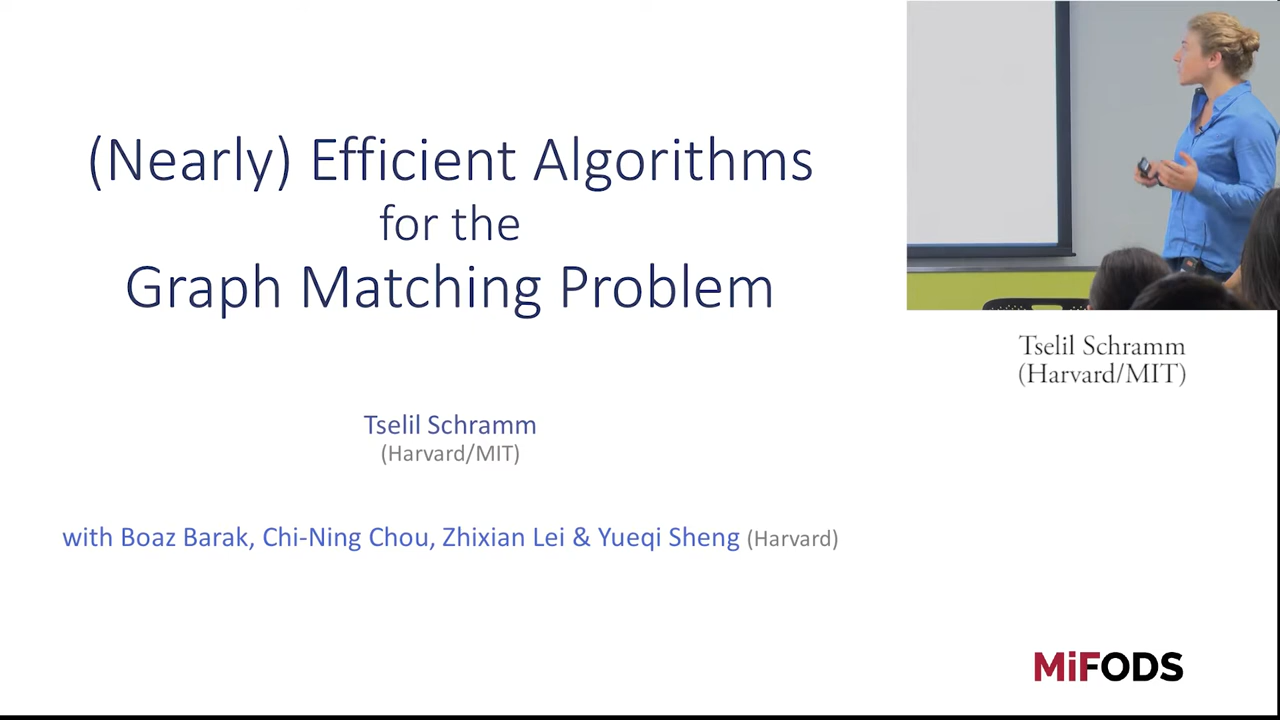 (Nearly) Efficient Algorithms
for the
Graph Matching Problem
Tselil Schramm
(Harvard/MIT)
with Boaz Barak, Chi-Ning Chou, Zhixian Lei & Yueqi Sheng (Harvard)
Tselil Schramm
(Harvard/MIT)
MiFODS